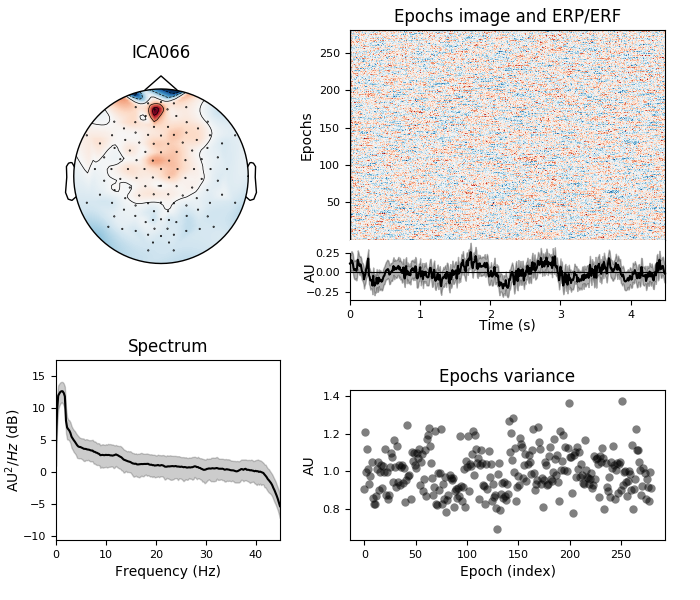 ICA066
Epochs image and ERP/ERF
Epochs
250
200
150
100
50
AU
0.25
0.00
−0.25
0 1 2 3 4
Time (s)
Spectrum
AU²/Hz (dB)
15
10
5
0
−5
−10
0 10 20 30 40
Frequency (Hz)
Epochs variance
AU
1.4
1.2
1.0
0.8
0 50 100 150 200 250
Epoch (index)